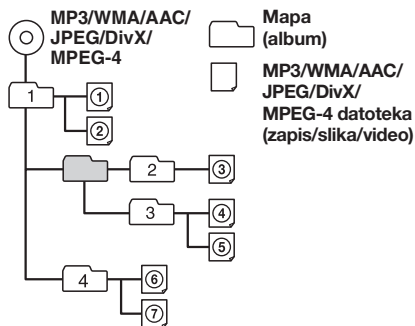 MP3/WMA/AAC/
JPEG/DivX/
MPEG-4
Mapa
(album)
MP3/WMA/AAC/
JPEG/DivX/
MPEG-4 datoteka
(zapis/slika/video)
1
①
②
2
③
3
④
⑤
4
⑥
⑦